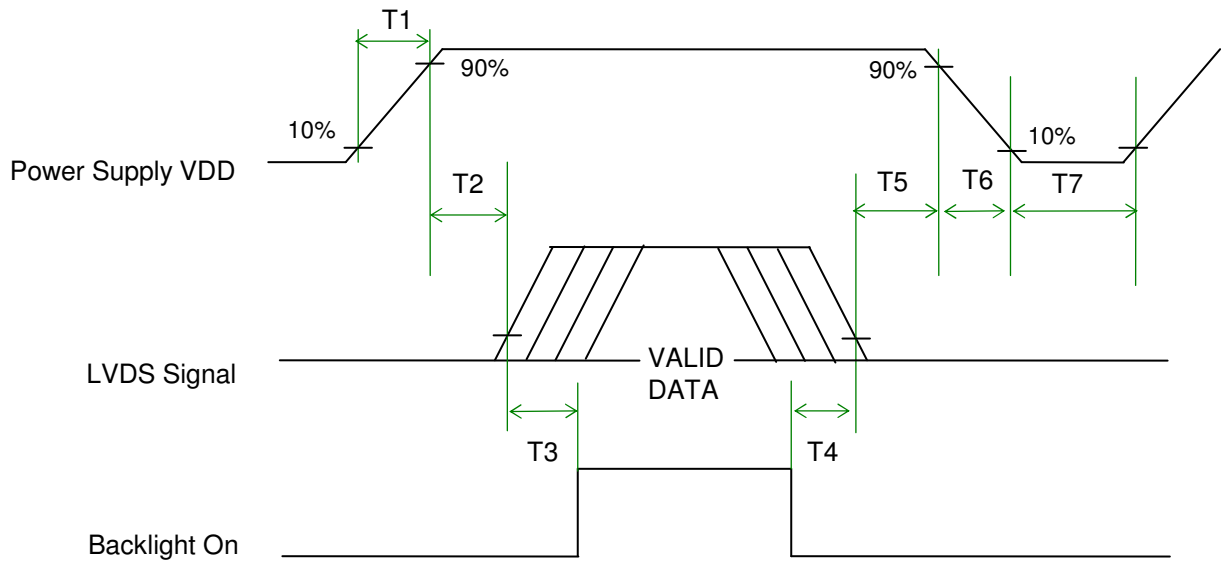 T1
90%
90%
10%
10%
Power Supply VDD
T2
T5
T6
T7
VALID
DATA
LVDS Signal
T3
T4
Backlight On